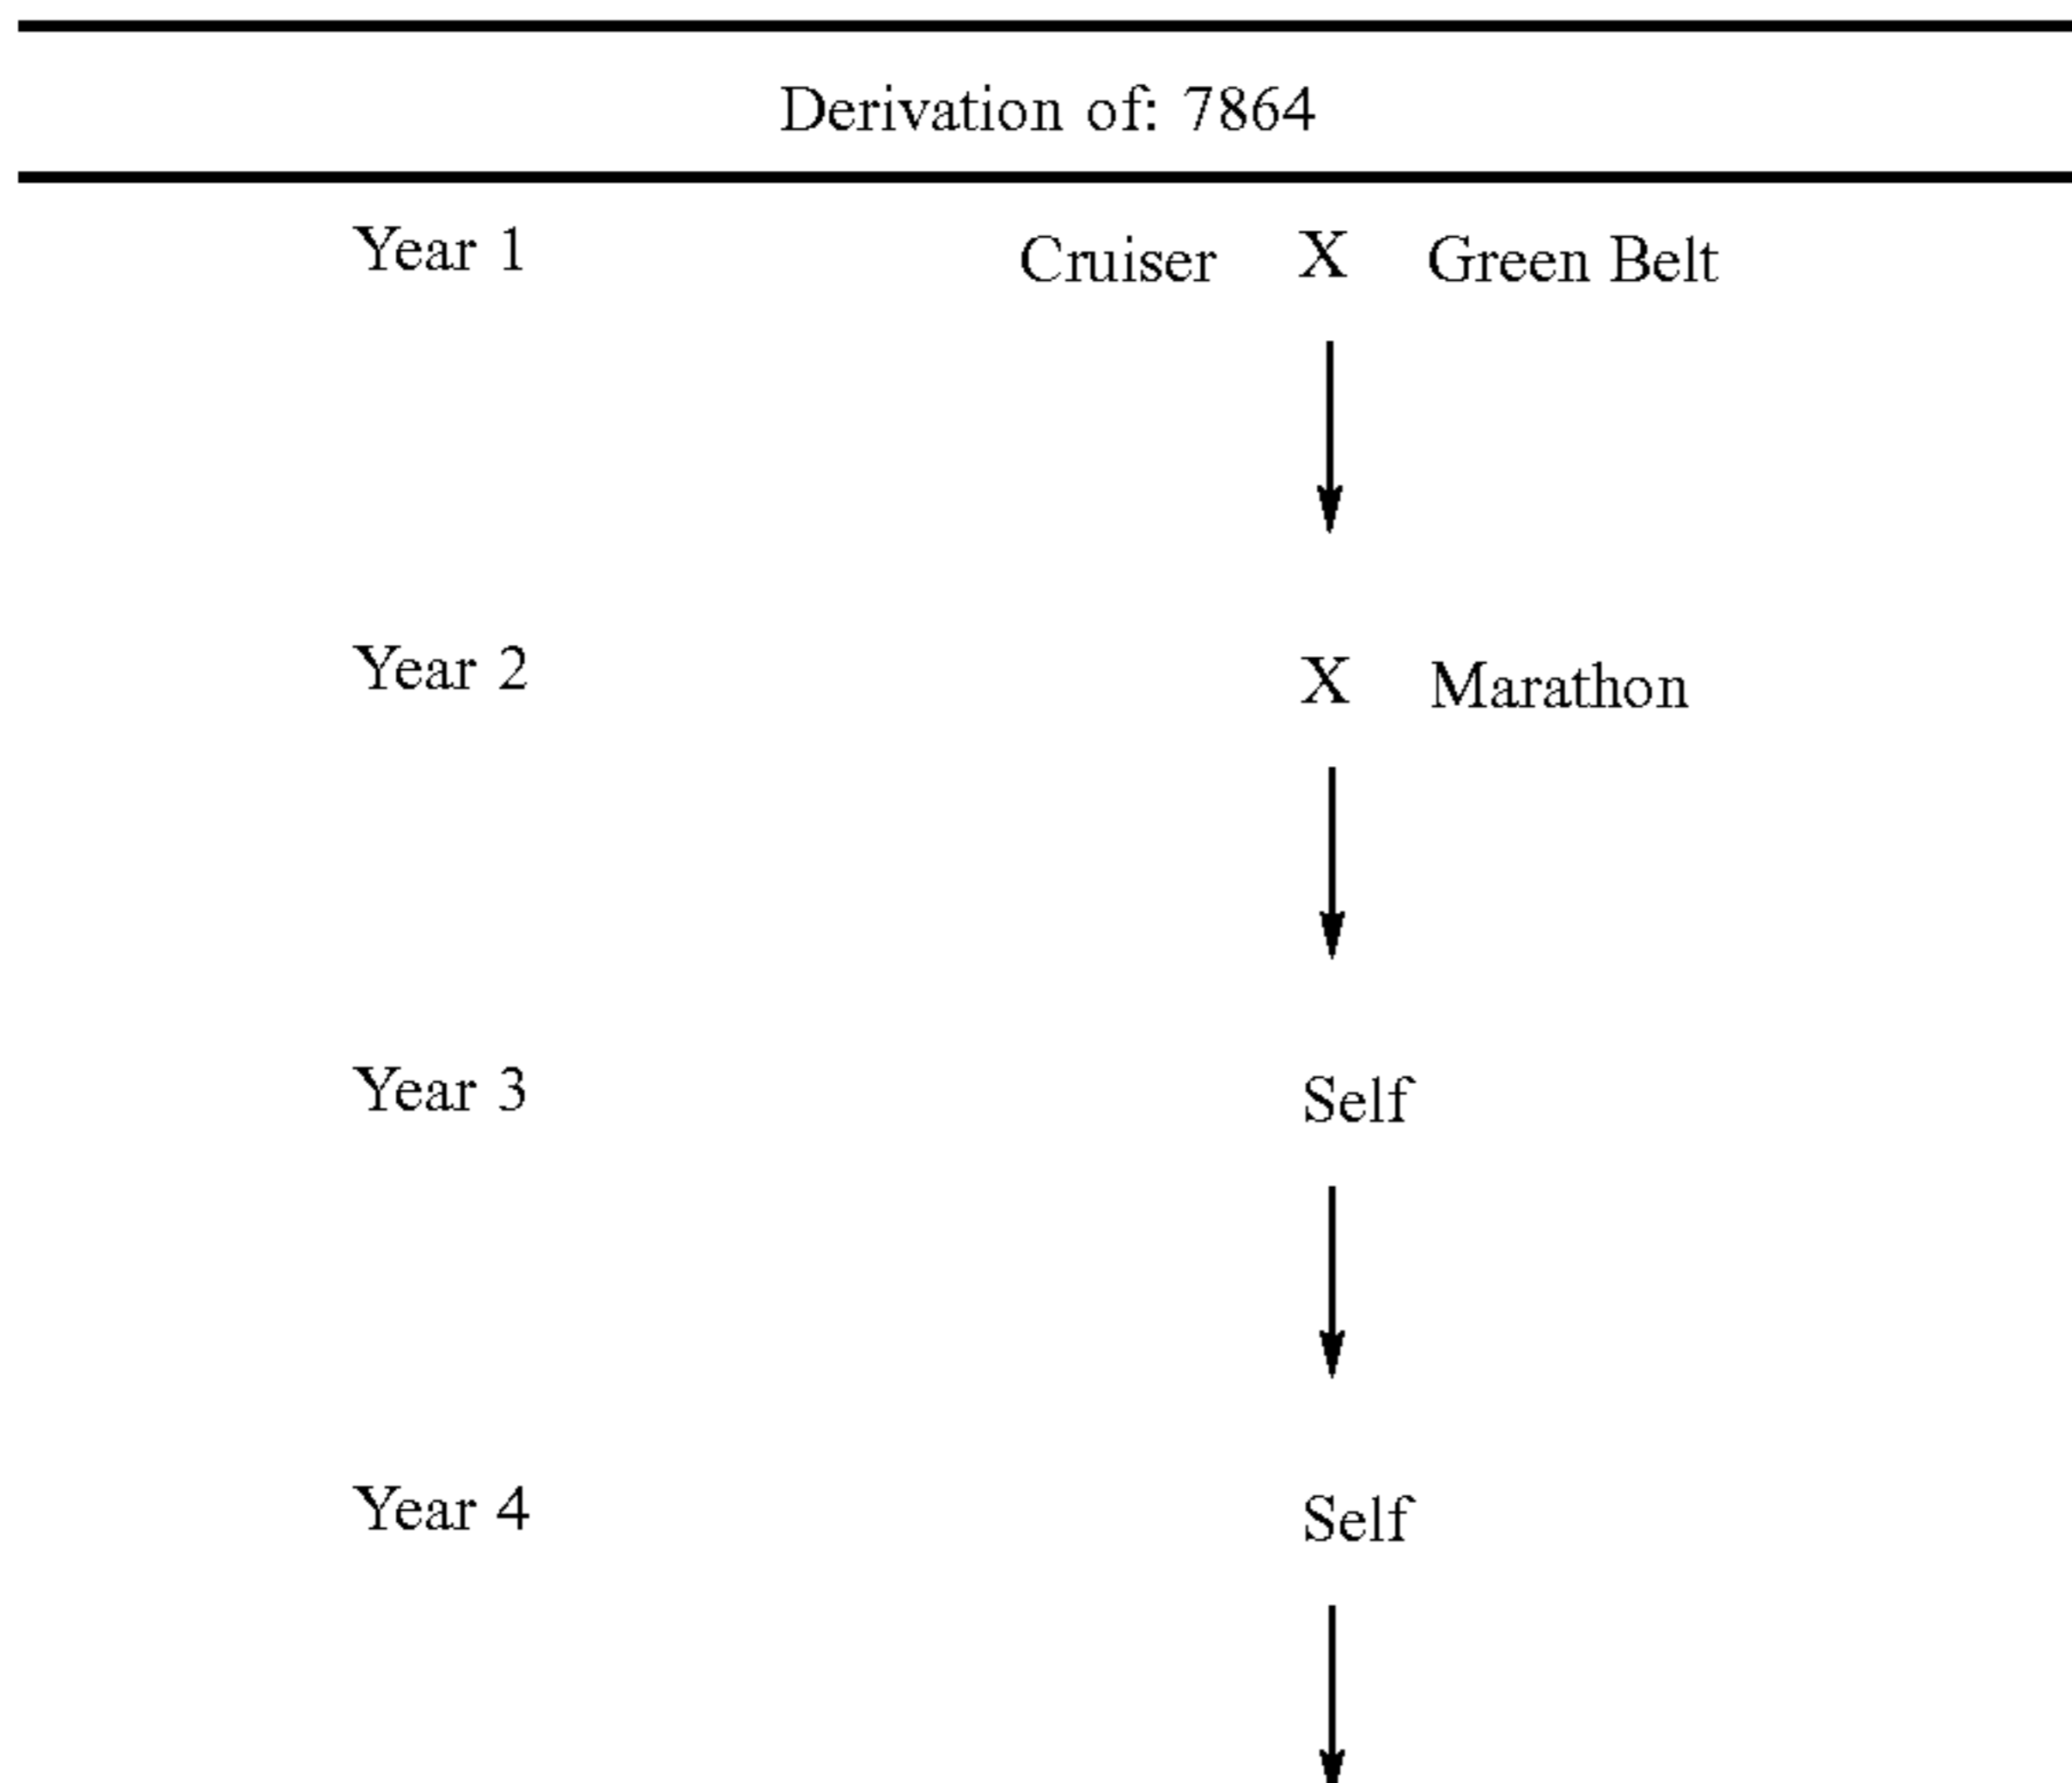 Derivation of: 7864
Year 1 Cruiser X Green Belt
Year 2 X Marathon
Year 3 Self
Year 4 Self